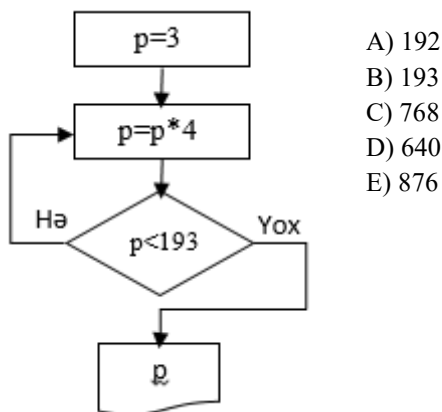 p=3
p=p*4
p<193
Hə
Yox
p
A) 192
B) 193
C) 768
D) 640
E) 876